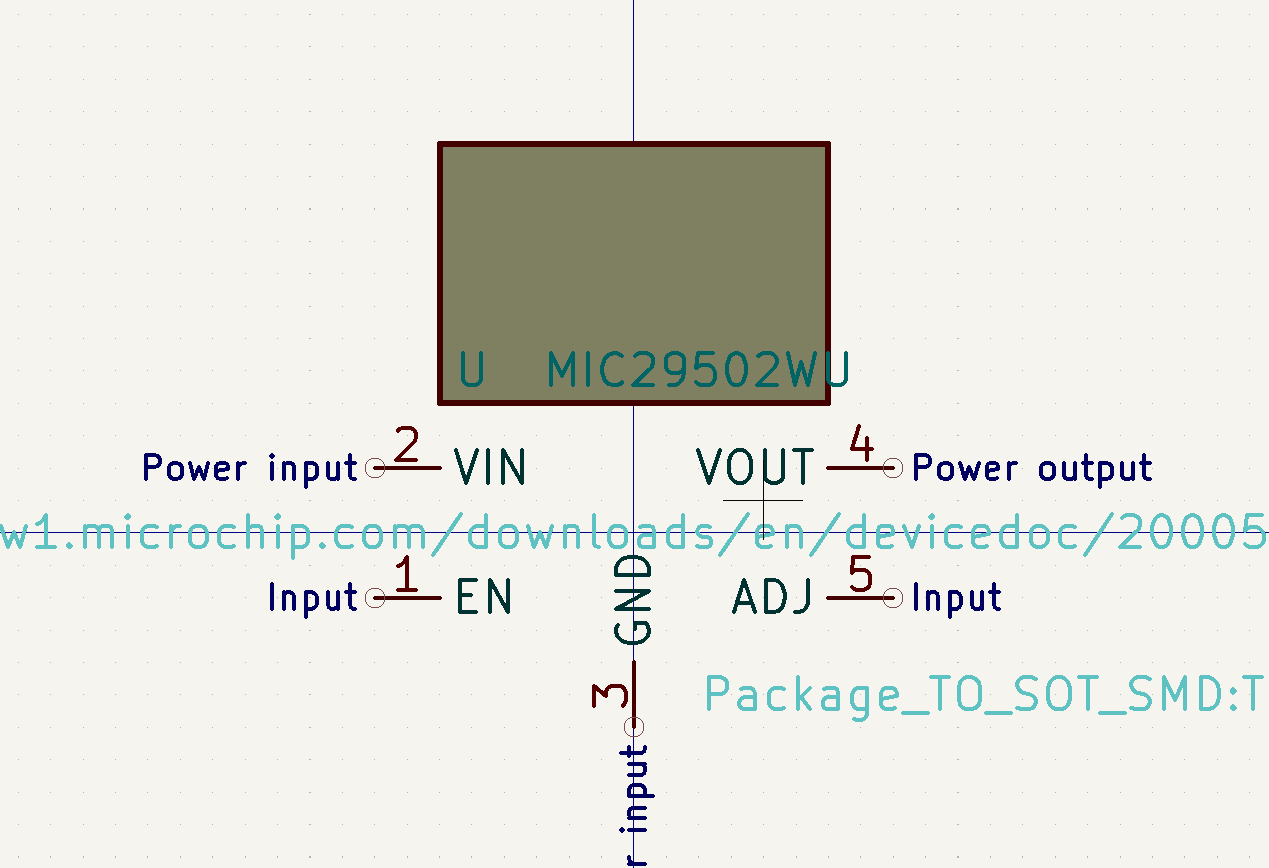 U MIC29502WU
2 4
Power input VIN VOUT Power output
w1.microchip.com/downloads/en/devicedoc/20005
1 5
Input EN ADJ Input
GND
3
Package_TO_SOT_SMD:T
r input